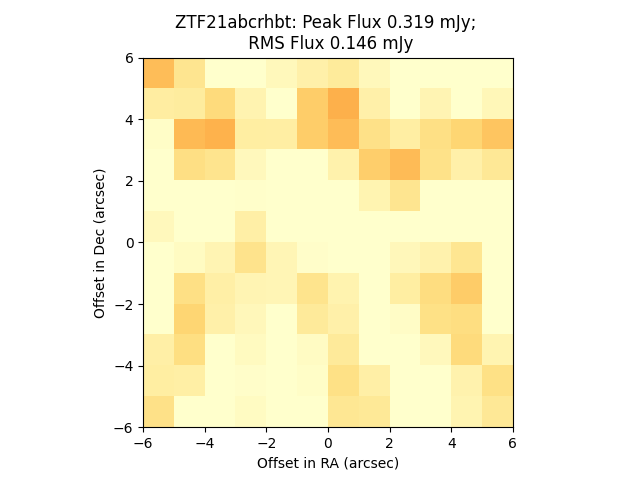 ZTF21abcrhbt: Peak Flux 0.319 mJy;
RMS Flux 0.146 mJy
6
4
2
0
−2
−4
−6
Offset in Dec (arcsec)
−6 −4 −2 0 2 4 6
Offset in RA (arcsec)